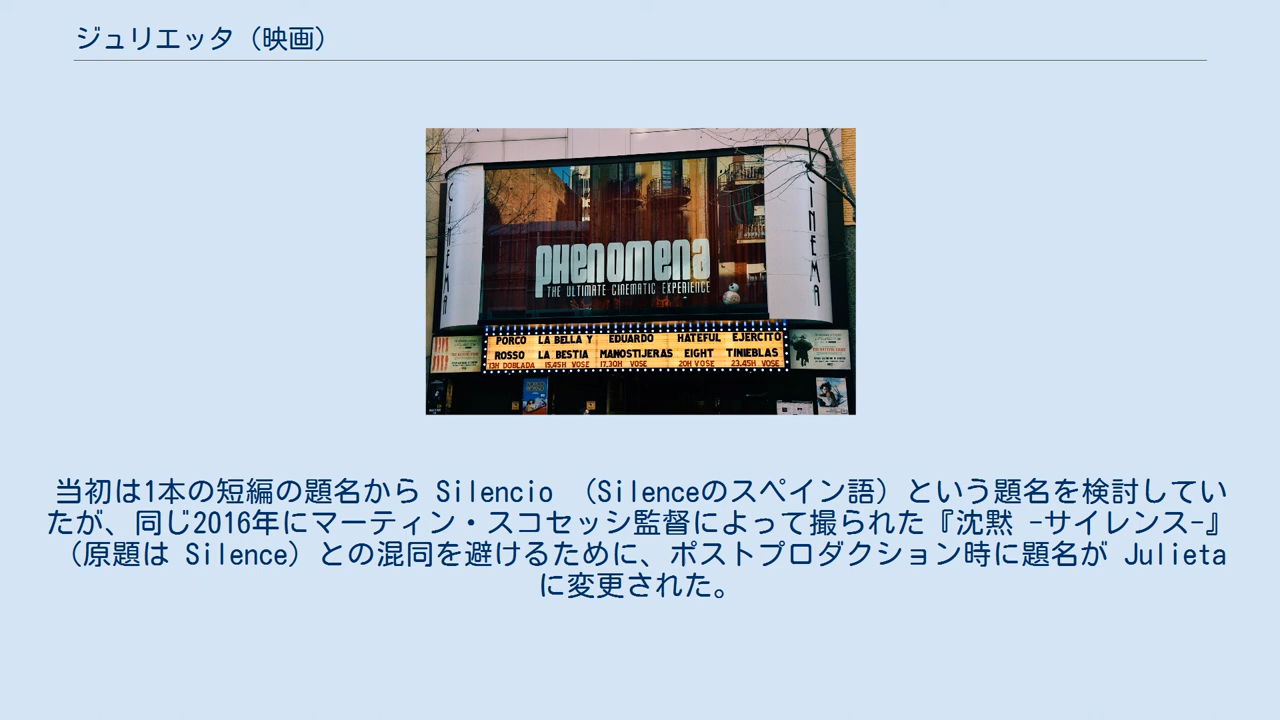 ジュリエッタ（映画）
CINEMA
CINEMA
phenomena
THE ULTIMATE CINEMATIC EXPERIENCE
PORCO LA BELLA Y EDUARDO HATEFUL EJERCITO
ROSSO LA BESTIA MANOSTIJERAS EIGHT TINIEBLAS
13H DOBLADA 15.45H VOSE 17.30H VOSE 20H VOSE 23.45H VOSE
当初は1本の短編の題名から Silencio （Silenceのスペイン語）という題名を検討してい
たが、同じ2016年にマーティン・スコセッシ監督によって撮られた『沈黙 -サイレンス-』
（原題は Silence）との混同を避けるために、ポストプロダクション時に題名が Julieta
に変更された。